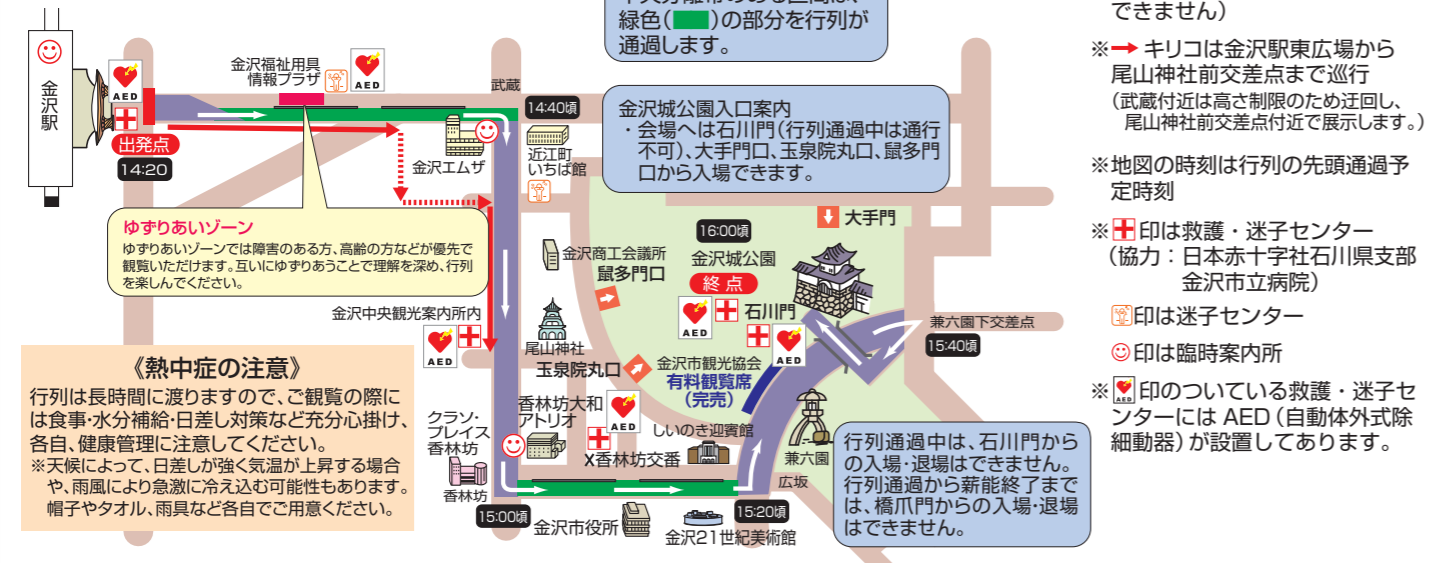 緑色( )の部分を行列が
通過します。
できません)
※ キリコは金沢駅東広場から
尾山神社前交差点まで巡行
(武蔵付近は高さ制限のため迂回し、
尾山神社前交差点付近で展示します。)
※地図の時刻は行列の先頭通過予
定時刻
※ 印は救護・迷子センター
(協力:日本赤十字社石川県支部
金沢市立病院)
印は迷子センター
印は臨時案内所
※ 印のついている救護・迷子セ
ンターには AED(自動体外式除
細動器)が設置してあります。
AED
金沢駅
AED
出発点
14:20
金沢福祉用具
情報プラザ
AED
武蔵
14:40頃
金沢エムザ
近江町
いちば館
金沢城公園入口案内
・会場へは石川門(行列通過中は通行
不可)、大手門口、玉泉院丸口、鼠多門
口から入場できます。
ゆずりあいゾーン
ゆずりあいゾーンでは障害のある方、高齢の方などが優先で
観覧いただけます。互いにゆずりあうことで理解を深め、行列
を楽しんでください。
大手門
16:00頃
金沢城公園
終点
AED
石川門
AED
金沢商工会議所
鼠多門口
金沢中央観光案内所内
AED
尾山神社
玉泉院丸口
金沢市観光協会
有料観覧席
(完売)
兼六園下交差点
15:40頃
《熱中症の注意》
行列は長時間に渡りますので、ご観覧の際に
は食事・水分補給・日差し対策など充分心掛け、
各自、健康管理に注意してください。
※天候によって、日差しが強く気温が上昇する場合
や、雨風により急激に冷え込む可能性もあります。
帽子やタオル、雨具など各自でご用意ください。
クラソ・
プレイス
香林坊
香林坊
香林坊大和
アトリオ
AED
X香林坊交番
しいのき迎賓館
兼六園
広坂
15:00頃
金沢市役所
金沢21世紀美術館
15:20頃
行列通過中は、石川門から
の入場・退場はできません。
行列通過から薪能終了まで
は、橋爪門からの入場・退場
はできません。